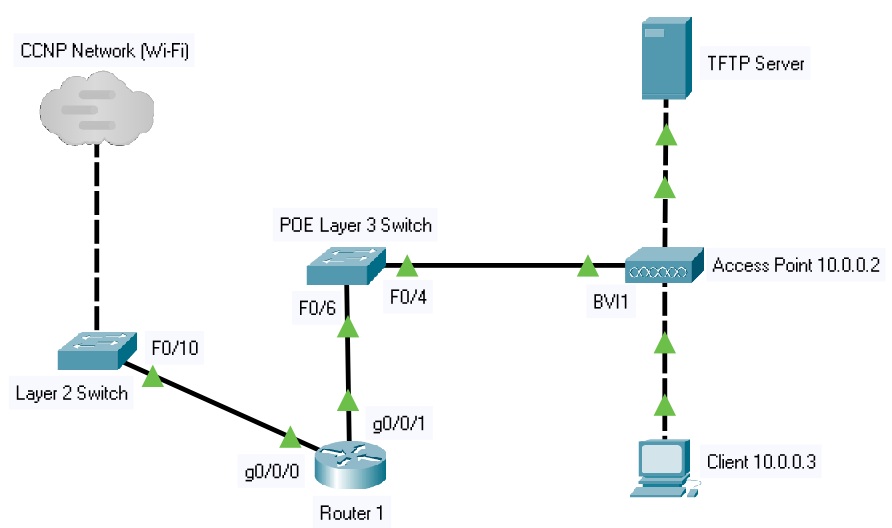 CCNP Network (Wi-Fi)
TFTP Server
POE Layer 3 Switch
Access Point 10.0.0.2
F0/6
F0/4
BVI1
F0/10
Layer 2 Switch
g0/0/1
g0/0/0
Client 10.0.0.3
Router 1